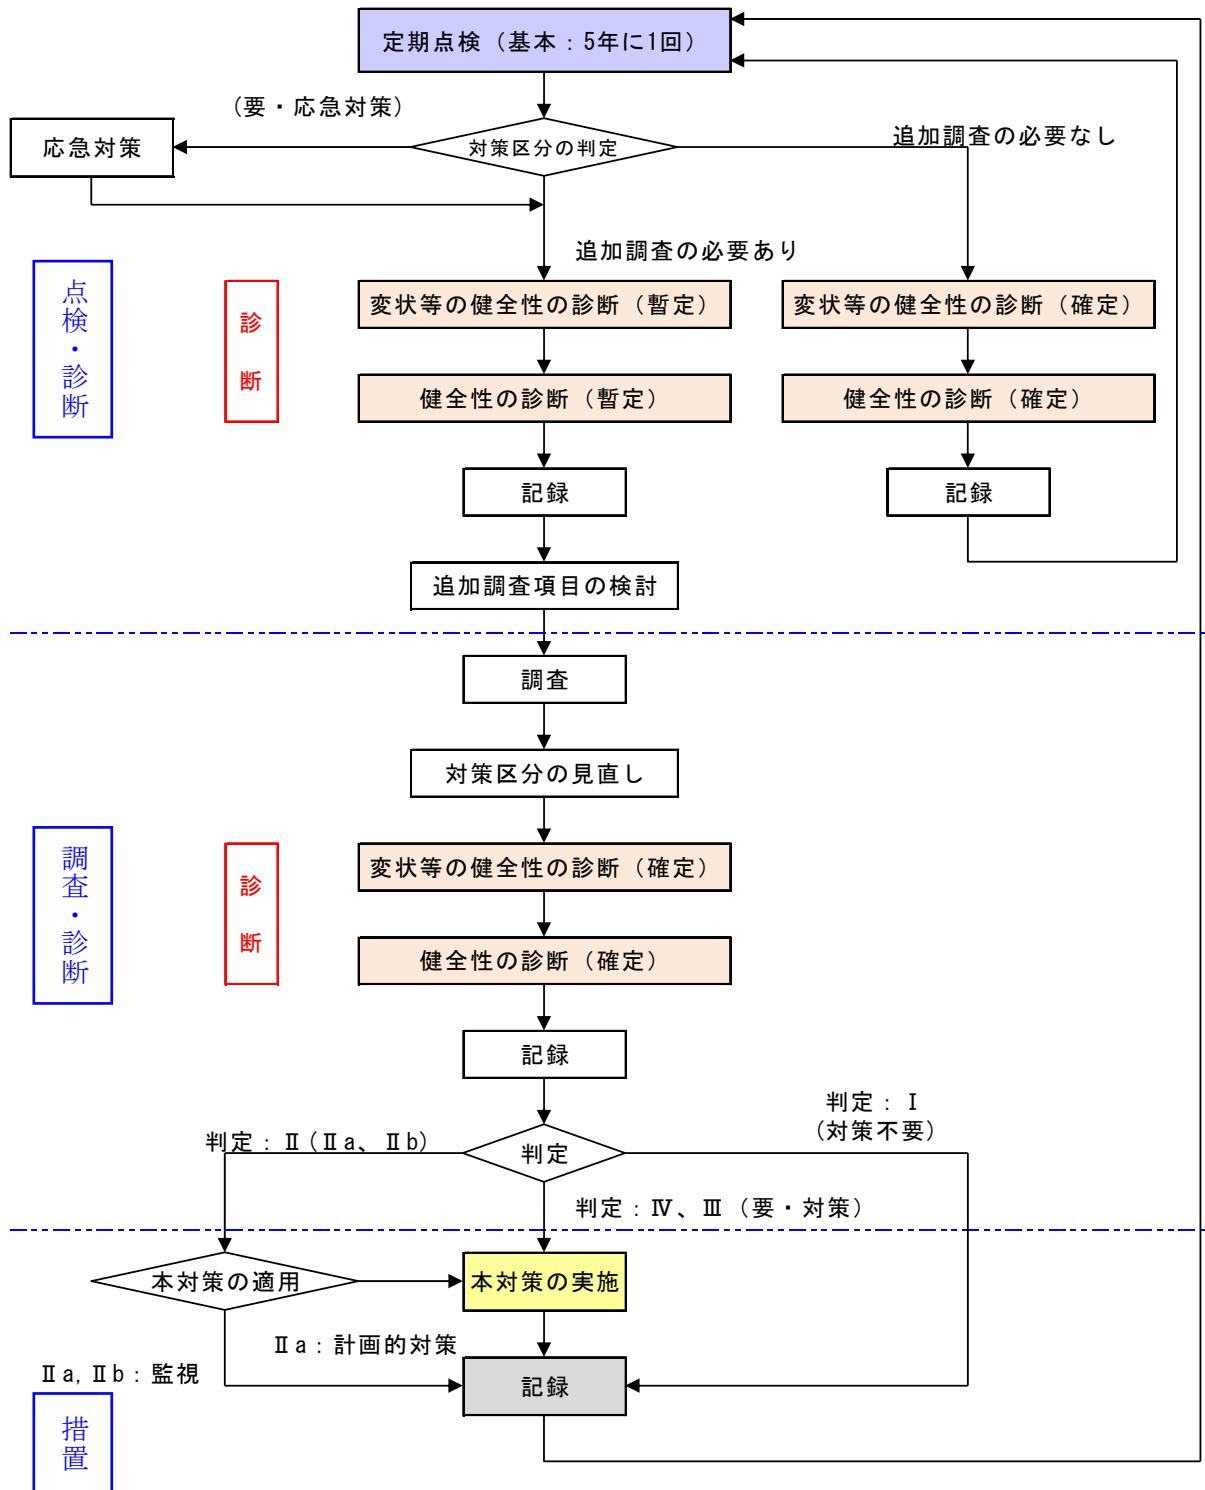 定期点検（基本：5年に1回）
（要・応急対策）
応急対策
対策区分の判定
追加調査の必要なし
追加調査の必要あり
点検・診断
診断
変状等の健全性の診断（暫定）
変状等の健全性の診断（確定）
健全性の診断（暫定）
健全性の診断（確定）
記録
記録
追加調査項目の検討
調査
対策区分の見直し
調査・診断
診断
変状等の健全性の診断（確定）
健全性の診断（確定）
記録
判定：Ⅰ
（対策不要）
判定：Ⅱ（Ⅱa、Ⅱb）
判定
判定：Ⅳ、Ⅲ（要・対策）
本対策の適用
本対策の実施
Ⅱa：計画的対策
Ⅱa,Ⅱb：監視
記録
措置